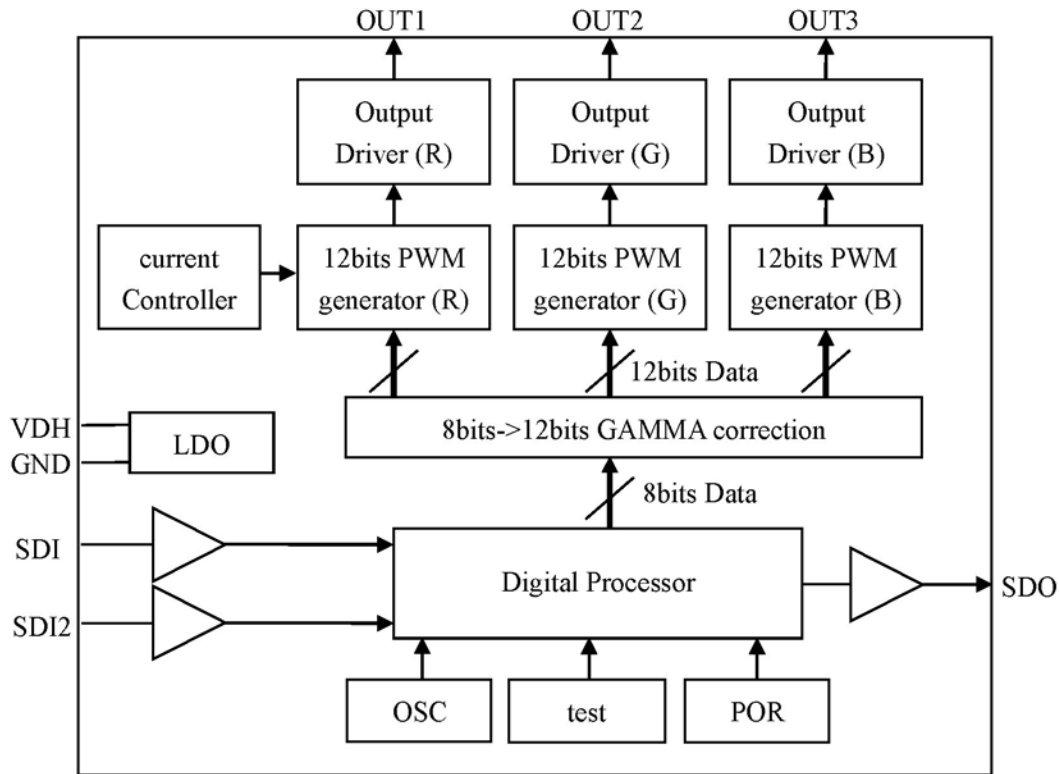 OUT1
OUT2
OUT3
Output
Driver (R)
Output
Driver (G)
Output
Driver (B)
current
Controller
12bits PWM
generator (R)
12bits PWM
generator (G)
12bits PWM
generator (B)
12bits Data
8bits->12bits GAMMA correction
VDH
GND
LDO
8bits Data
SDI
SDI2
Digital Processor
SDO
OSC
test
POR